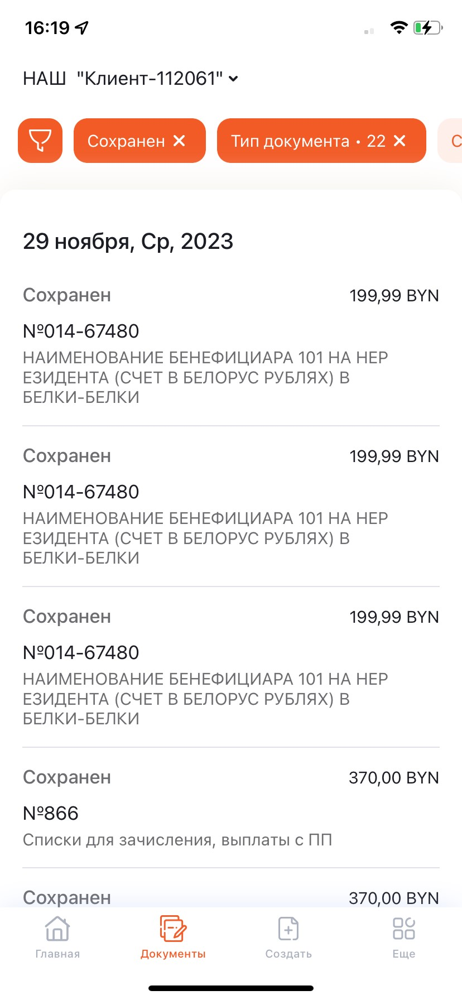 16:19
НАШ "Клиент-112061"
Сохранен
Тип документа • 22
С
29 ноября, Ср, 2023
Сохранен
199,99 BYN
№014-67480
НАИМЕНОВАНИЕ БЕНЕФИЦИАРА 101 НА НЕР
ЕЗИДЕНТА (СЧЕТ В БЕЛОРУС РУБЛЯХ) В
БЕЛКИ-БЕЛКИ
Сохранен
199,99 BYN
№014-67480
НАИМЕНОВАНИЕ БЕНЕФИЦИАРА 101 НА НЕР
ЕЗИДЕНТА (СЧЕТ В БЕЛОРУС РУБЛЯХ) В
БЕЛКИ-БЕЛКИ
Сохранен
199,99 BYN
№014-67480
НАИМЕНОВАНИЕ БЕНЕФИЦИАРА 101 НА НЕР
ЕЗИДЕНТА (СЧЕТ В БЕЛОРУС РУБЛЯХ) В
БЕЛКИ-БЕЛКИ
Сохранен
370,00 BYN
№866
Списки для зачисления, выплаты с ПП
Сохранен
370,00 BYN
Главная
Документы
Создать
Еще